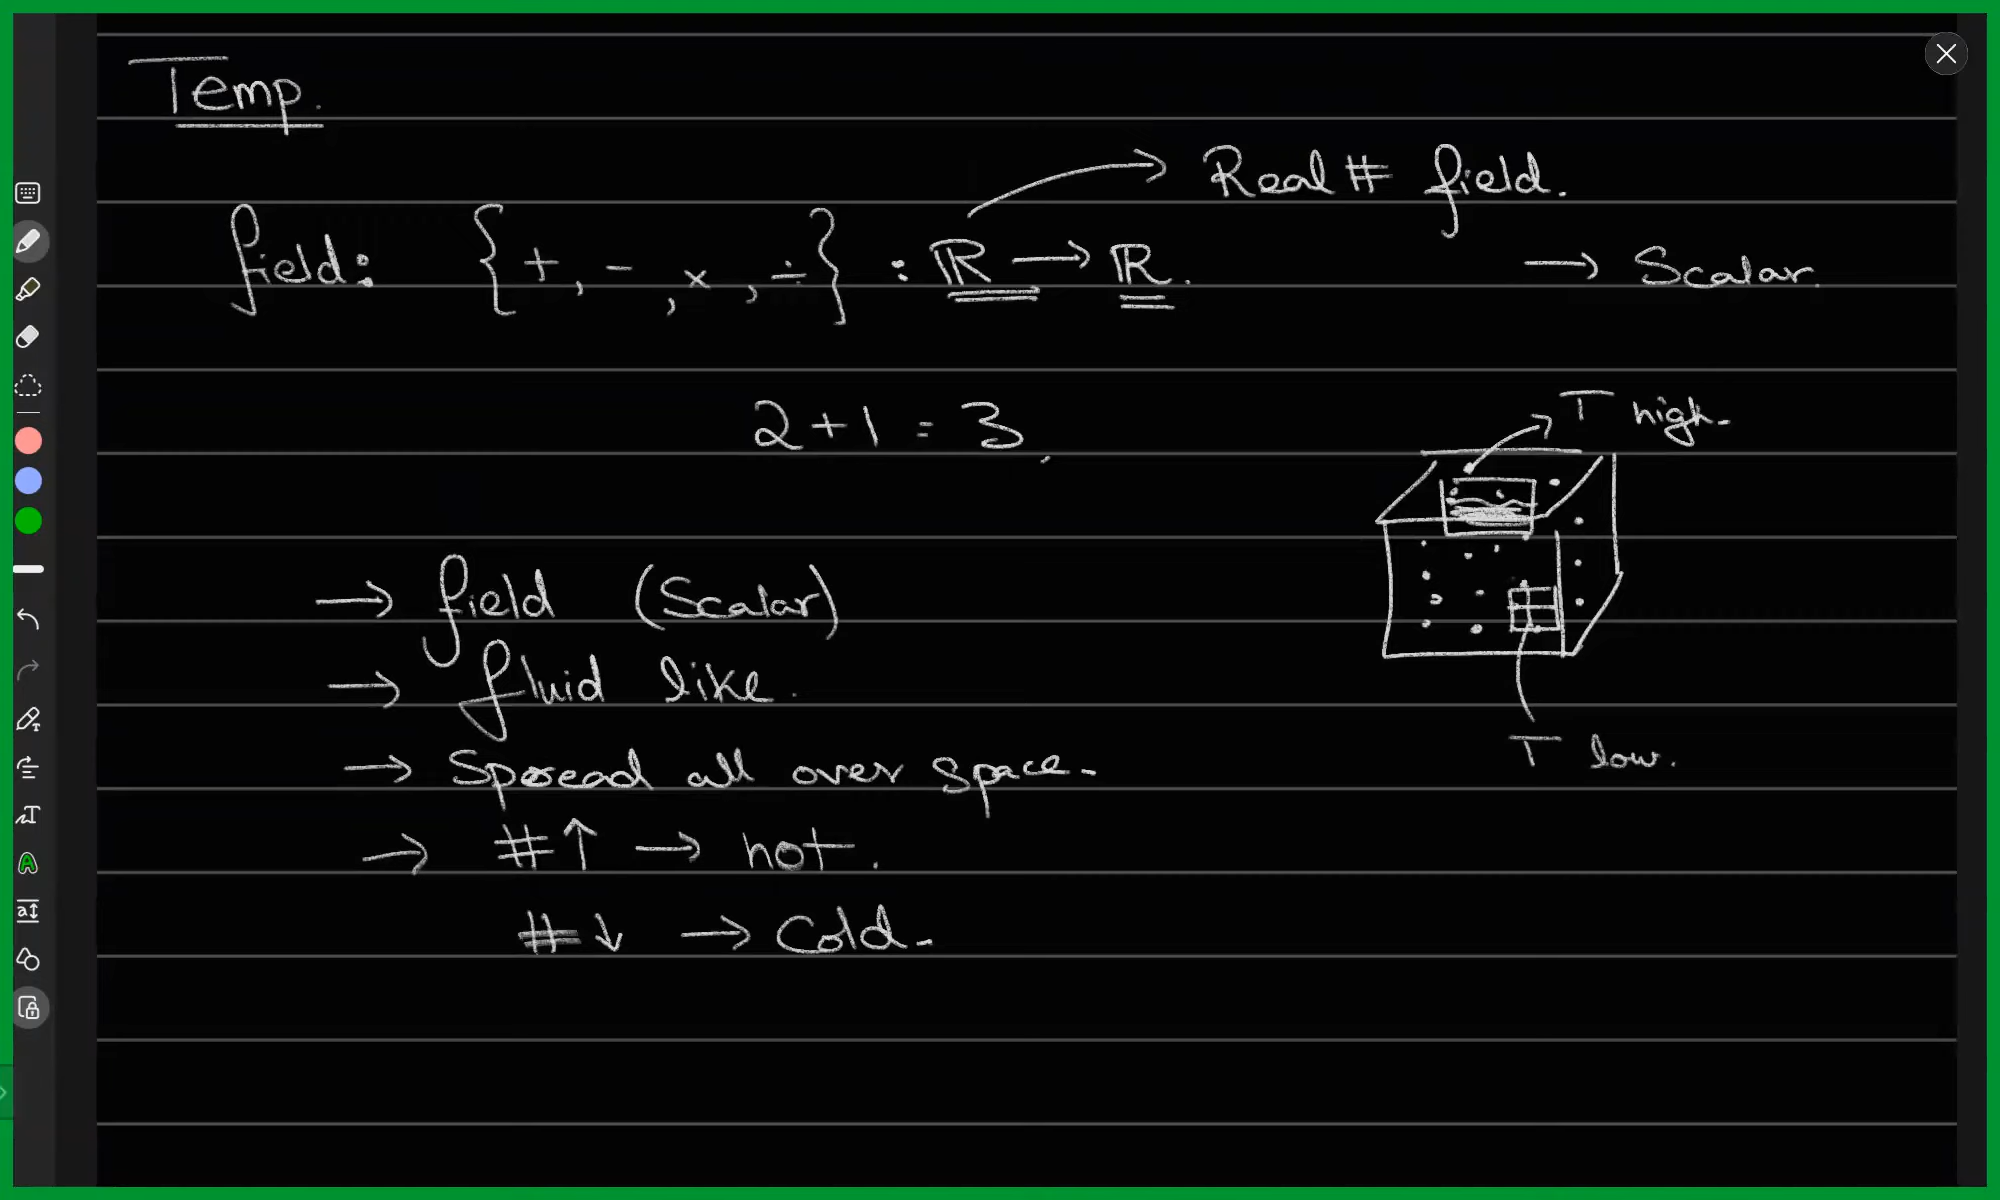 Temp.
Real # field.
field: { +, -, ×, ÷ } : ℝ → ℝ.
→ Scalar.
2 + 1 = 3,
T high.
→ field (Scalar)
→ fluid like.
→ Spread all over space.
T low.
→ #↑ → hot.
#↓ → Cold.